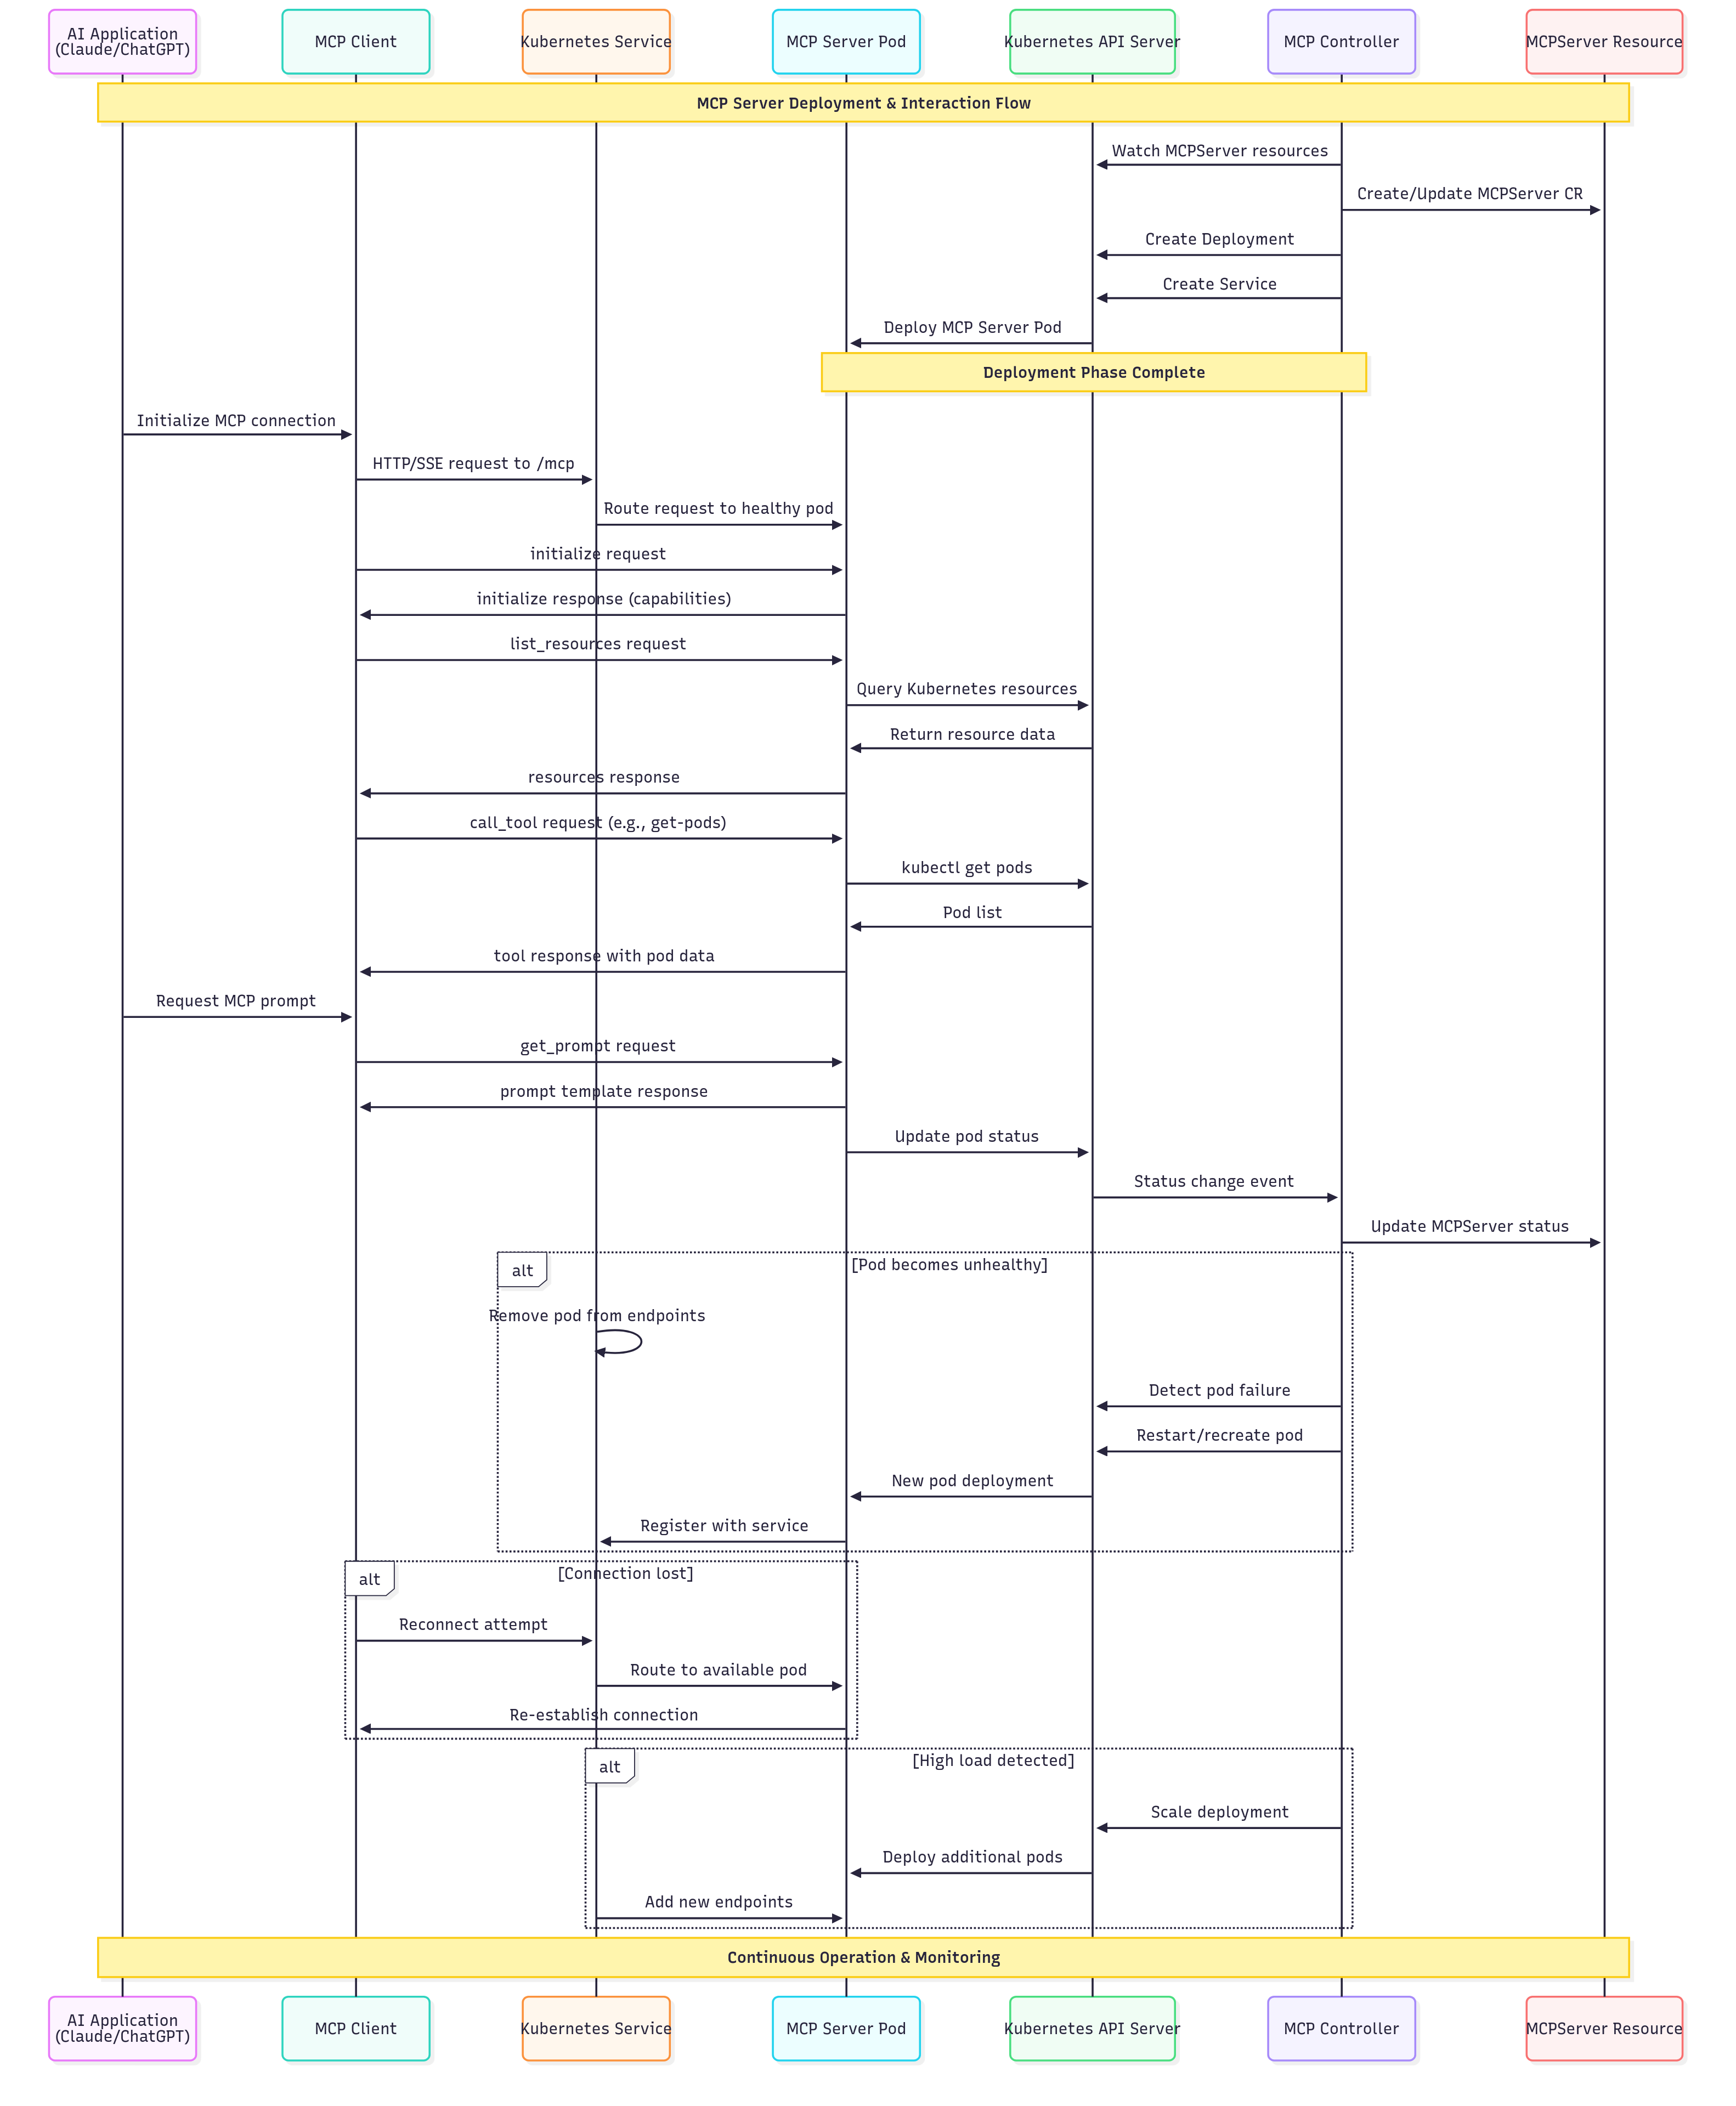 AI Application
(Claude/ChatGPT)
MCP Client
Kubernetes Service
MCP Server Pod
Kubernetes API Server
MCP Controller
MCPServer Resource
MCP Server Deployment & Interaction Flow
Watch MCPServer resources
Create/Update MCPServer CR
Create Deployment
Create Service
Deploy MCP Server Pod
Deployment Phase Complete
Initialize MCP connection
HTTP/SSE request to /mcp
Route request to healthy pod
initialize request
initialize response (capabilities)
list_resources request
Query Kubernetes resources
Return resource data
resources response
call_tool request (e.g., get-pods)
kubectl get pods
Pod list
tool response with pod data
Request MCP prompt
get_prompt request
prompt template response
Update pod status
Status change event
Update MCPServer status
alt
[Pod becomes unhealthy]
Remove pod from endpoints
Detect pod failure
Restart/recreate pod
New pod deployment
Register with service
alt
[Connection lost]
Reconnect attempt
Route to available pod
Re-establish connection
alt
[High load detected]
Scale deployment
Deploy additional pods
Add new endpoints
Continuous Operation & Monitoring
AI Application
(Claude/ChatGPT)
MCP Client
Kubernetes Service
MCP Server Pod
Kubernetes API Server
MCP Controller
MCPServer Resource